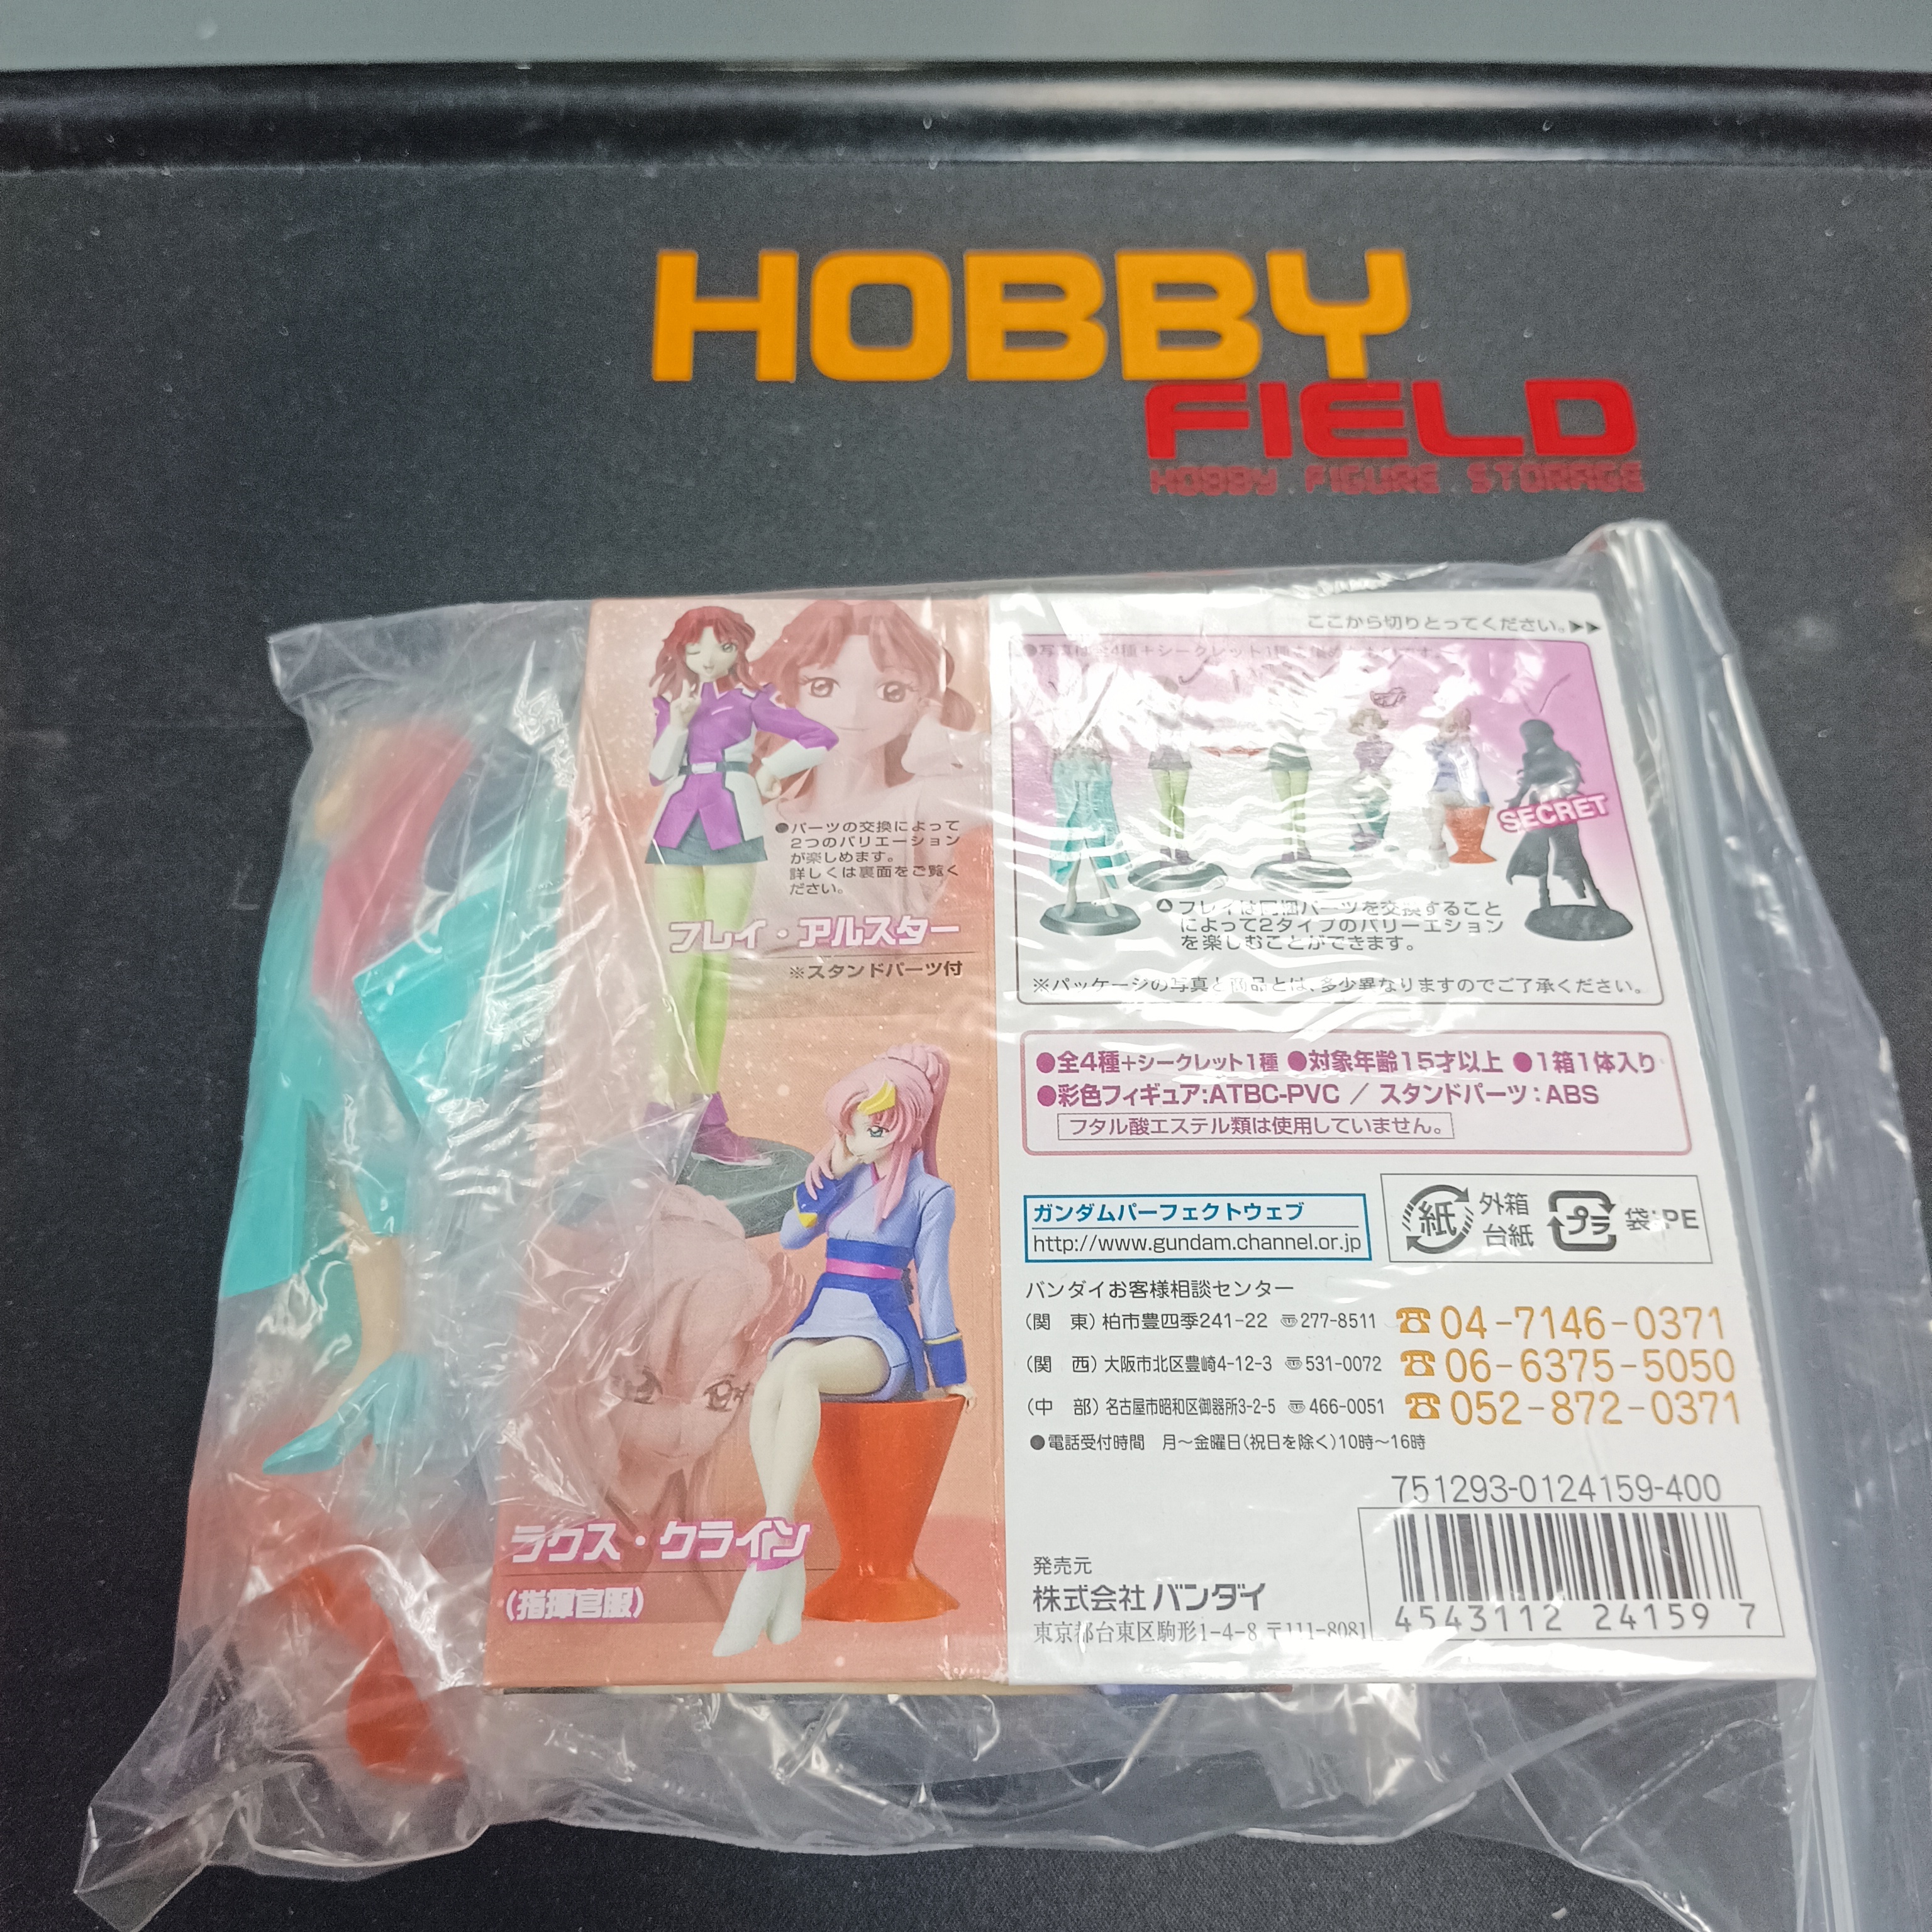 HOBBY
FIELD
HOBBY FIGURE STORAGE
●パーツの交換によって
2つのバリエーション
が楽しめます。
詳しくは裏面をご覧く
ださい。
フレイ・アルスター
※スタンドパーツ付
ラクス・クライン
(指揮官服)
ここから切りとってください。▶▶
SECRET
フレイは同梱パーツを交換すること
によって2タイプのバリーエション
を楽しむことができます。
※パッケージの写真と商品とは、多少異なりますのでご了承ください。
●全4種+シークレット1種 ●対象年齢15才以上 ●1箱1体入り
●彩色フィギュア:ATBC-PVC / スタンドパーツ:ABS
フタル酸エステル類は使用していません。
ガンダムパーフェクトウェブ
http://www.gundam.channel.or.jp
紙 外箱 台紙 プラ 袋:PE
バンダイお客様相談センター
(関 東)柏市豊四季241-22 〠277-8511 ☎04-7146-0371
(関 西)大阪市北区豊崎4-12-3 〠531-0072 ☎06-6375-5050
(中 部)名古屋市昭和区御器所3-2-5 〠466-0051 ☎052-872-0371
●電話受付時間 月~金曜日(祝日を除く)10時~16時
751293-0124159-400
発売元
株式会社 バンダイ
東京都台東区駒形1-4-8 〒111-8081
4543112 24159 7